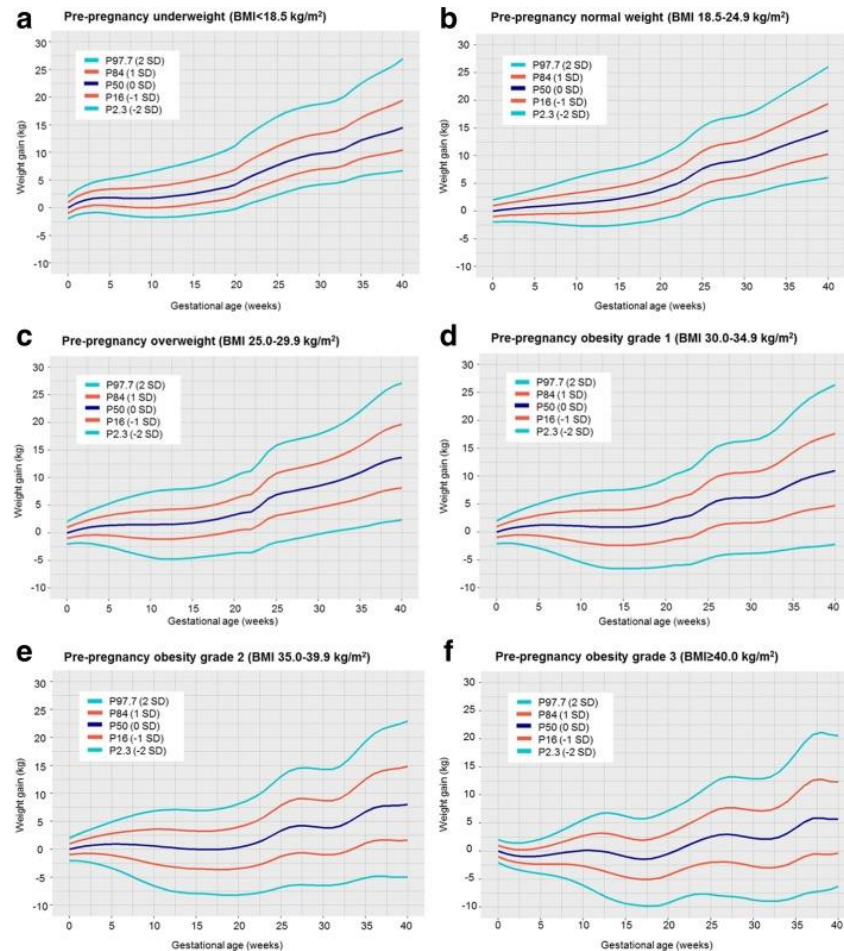 a Pre-pregnancy underweight (BMI<18.5 kg/m²)
30
25
20
15
10
5
0
-5
-10
Weight gain (kg)
P97.7 (2 SD)
P84 (1 SD)
P50 (0 SD)
P16 (-1 SD)
P2.3 (-2 SD)
0 5 10 15 20 25 30 35 40
Gestational age (weeks)
b Pre-pregnancy normal weight (BMI 18.5-24.9 kg/m²)
30
25
20
15
10
5
0
-5
-10
Weight gain (kg)
P97.7 (2 SD)
P84 (1 SD)
P50 (0 SD)
P16 (-1 SD)
P2.3 (-2 SD)
0 5 10 15 20 25 30 35 40
Gestational age (weeks)
c Pre-pregnancy overweight (BMI 25.0-29.9 kg/m²)
30
25
20
15
10
5
0
-5
-10
Weight gain (kg)
P97.7 (2 SD)
P84 (1 SD)
P50 (0 SD)
P16 (-1 SD)
P2.3 (-2 SD)
0 5 10 15 20 25 30 35 40
Gestational age (weeks)
d Pre-pregnancy obesity grade 1 (BMI 30.0-34.9 kg/m²)
30
25
20
15
10
5
0
-5
-10
Weight gain (kg)
P97.7 (2 SD)
P84 (1 SD)
P50 (0 SD)
P16 (-1 SD)
P2.3 (-2 SD)
0 5 10 15 20 25 30 35 40
Gestational age (weeks)
e Pre-pregnancy obesity grade 2 (BMI 35.0-39.9 kg/m²)
30
25
20
15
10
5
0
-5
-10
Weight gain (kg)
P97.7 (2 SD)
P84 (1 SD)
P50 (0 SD)
P16 (-1 SD)
P2.3 (-2 SD)
0 5 10 15 20 25 30 35 40
Gestational age (weeks)
f Pre-pregnancy obesity grade 3 (BMI≥40.0 kg/m²)
30
25
20
15
10
5
0
-5
-10
Weight gain (kg)
P97.7 (2 SD)
P84 (1 SD)
P50 (0 SD)
P16 (-1 SD)
P2.3 (-2 SD)
0 5 10 15 20 25 30 35 40
Gestational age (weeks)